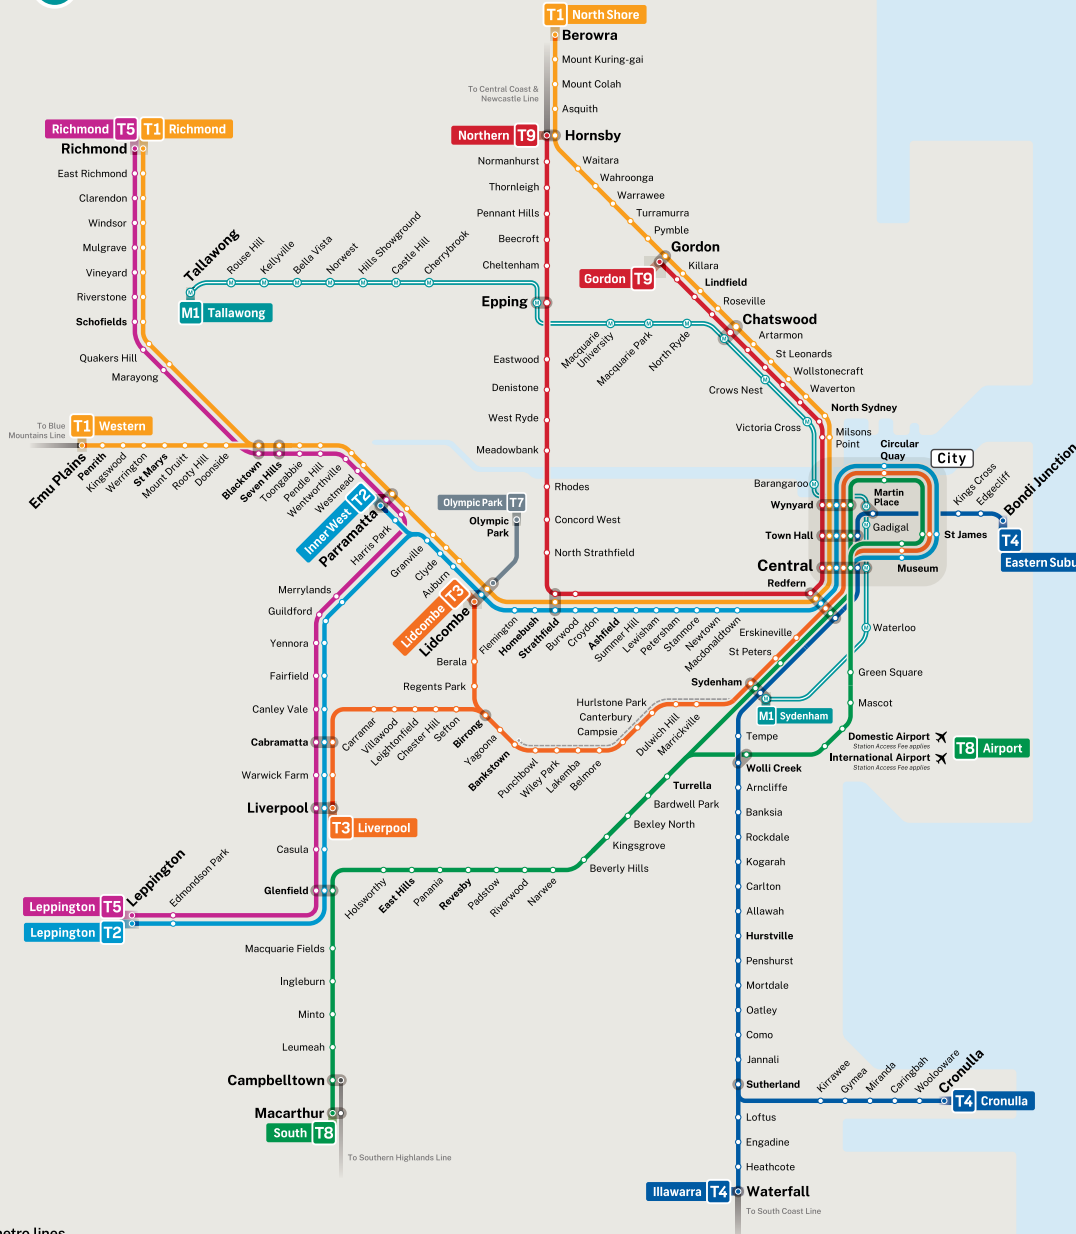 T1 North Shore
Berowra
Mount Kuring-gai
Mount Colah
To Central Coast &
Newcastle Line
Asquith
Northern T9
Hornsby
Richmond T5
T1 Richmond
Richmond
East Richmond
Clarendon
Windsor
Mulgrave
Vineyard
Riverstone
Schofields
Quakers Hill
Marayong
Normanhurst
Thornleigh
Pennant Hills
Beecroft
Cheltenham
Epping
Waitara
Wahroonga
Warrawee
Turramurra
Pymble
Gordon
Gordon T9
Killara
Lindfield
Roseville
Chatswood
Artarmon
St Leonards
Wollstonecraft
Waverton
North Sydney
Milsons
Point
Tallawong
M1 Tallawong
Rouse Hill
Kellyville
Bella Vista
Norwest
Hills Showground
Castle Hill
Cherrybrook
Macquarie
University
Macquarie Park
North Ryde
Crows Nest
Victoria Cross
Barangaroo
Eastwood
Denistone
West Ryde
Meadowbank
Rhodes
Concord West
North Strathfield
To Blue
Mountains Line
T1 Western
Emu Plains
Penrith
Kingswood
Werrington
St Marys
Mount Druitt
Rooty Hill
Doonside
Blacktown
Seven Hills
Toongabbie
Pendle Hill
Wentworthville
Westmead
Inner West T2
Parramatta
Harris Park
Granville
Clyde
Auburn
Lidcombe T3
Lidcombe
Olympic Park T7
Olympic
Park
Flemington
Homebush
Strathfield
Burwood
Croydon
Ashfield
Summer Hill
Lewisham
Petersham
Stanmore
Newtown
Macdonaldtown
Redfern
Central
Town Hall
Wynyard
Circular
Quay
City
Martin
Place
Gadigal
St James
Museum
Kings Cross
Edgecliff
Bondi Junction
T4
Eastern Subu
Waterloo
Erskineville
St Peters
Sydenham
M1 Sydenham
Green Square
Mascot
Domestic Airport
Station Access Fee applies
International Airport
Station Access Fee applies
T8 Airport
Merrylands
Guildford
Yennora
Fairfield
Canley Vale
Cabramatta
Warwick Farm
Liverpool
T3 Liverpool
Casula
Glenfield
Berala
Regents Park
Carramar
Villawood
Leightonfield
Chester Hill
Sefton
Birrong
Yagoona
Bankstown
Punchbowl
Wiley Park
Lakemba
Belmore
Campsie
Canterbury
Hurlstone Park
Dulwich Hill
Marrickville
Tempe
Wolli Creek
Turrella
Bardwell Park
Bexley North
Kingsgrove
Beverly Hills
Narwee
Riverwood
Padstow
Revesby
Panania
East Hills
Holsworthy
Leppington
Edmondson Park
Leppington T5
Leppington T2
Macquarie Fields
Ingleburn
Minto
Leumeah
Campbelltown
Macarthur
South T8
To Southern Highlands Line
Arncliffe
Banksia
Rockdale
Kogarah
Carlton
Allawah
Hurstville
Penshurst
Mortdale
Oatley
Como
Jannali
Sutherland
Kirrawee
Gymea
Miranda
Caringbah
Woolooware
Cronulla
T4 Cronulla
Loftus
Engadine
Heathcote
Illawarra T4
Waterfall
To South Coast Line